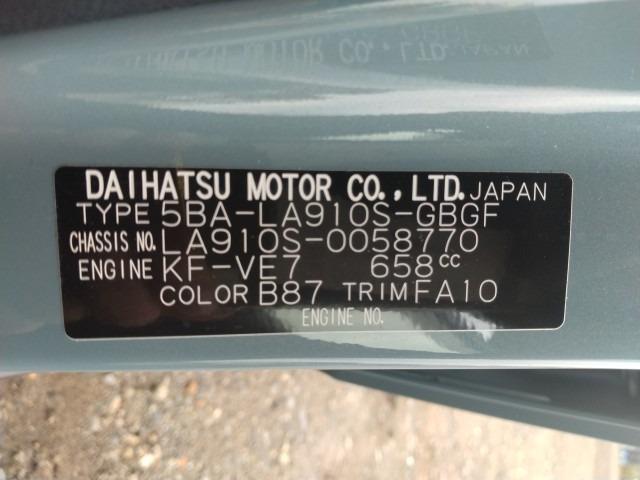 DAIHATSU MOTOR CO., LTD. JAPAN
TYPE 5BA-LA910S-GBGF
CHASSIS NO. LA910S-0058770
ENGINE KF-VE7 658cc
COLOR B87 TRIM FA10
ENGINE NO.